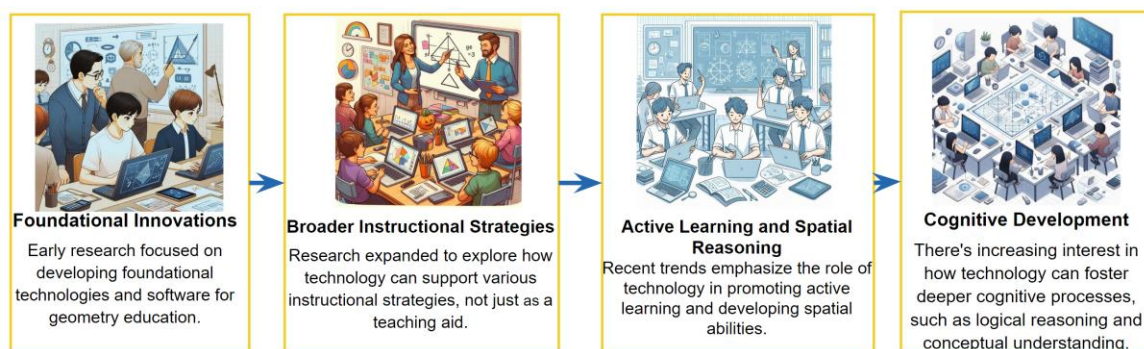 Foundational Innovations
Early research focused on
developing foundational
technologies and software for
geometry education.
Broader Instructional Strategies
Research expanded to explore how
technology can support various
instructional strategies, not just as a
teaching aid.
Active Learning and Spatial
Reasoning
Recent trends emphasize the role of
technology in promoting active
learning and developing spatial
abilities.
Cognitive Development
There's increasing interest in
how technology can foster
deeper cognitive processes,
such as logical reasoning and
conceptual understanding.